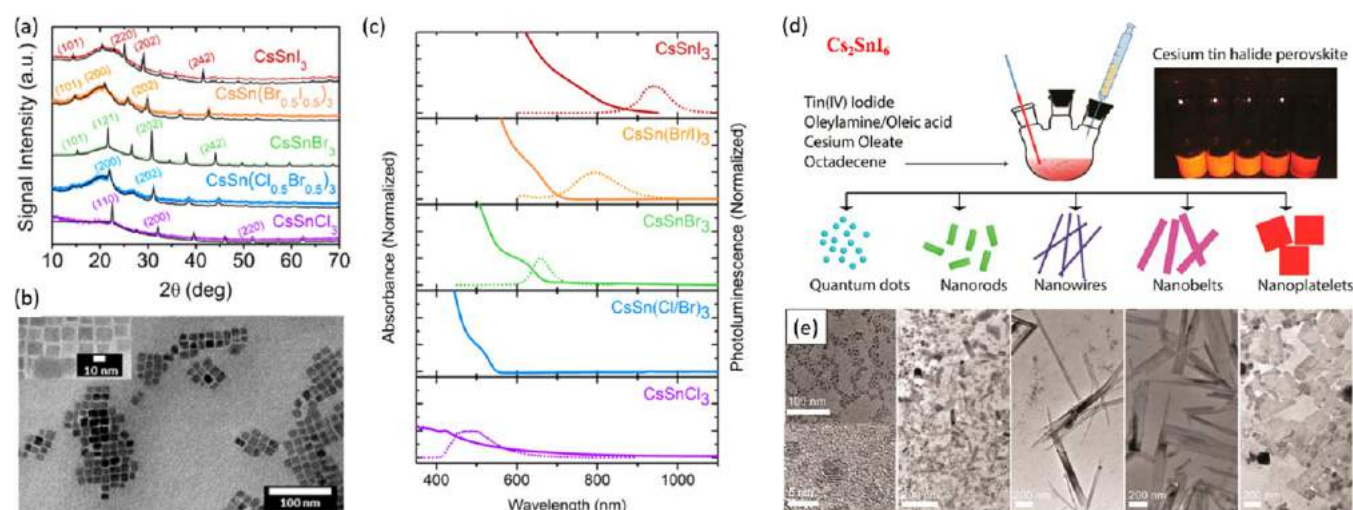 (a)
Signal Intensity (a.u.)
(101)
(220)
(202)
(242)
CsSnI3
(101)
(200)
(202)
CsSn(Br0.5I0.5)3
(101)
(121)
(202)
(242)
CsSnBr3
(200)
(202)
CsSn(Cl0.5Br0.5)3
(110)
(200)
(220)
CsSnCl3
10 20 30 40 50 60 70
2θ (deg)
(b)
10 nm
100 nm
(c)
Absorbance (Normalized)
CsSnI3
CsSn(Br/I)3
CsSnBr3
CsSn(Cl/Br)3
CsSnCl3
400 600 800 1000
Wavelength (nm)
Photoluminescence (Normalized)
(d)
Cs2SnI6
Tin(IV) Iodide
Oleylamine/Oleic acid
Cesium Oleate
Octadecene
Cesium tin halide perovskite
Quantum dots
Nanorods
Nanowires
Nanobelts
Nanoplatelets
(e)
100 nm
5 nm
200 nm
200 nm
200 nm